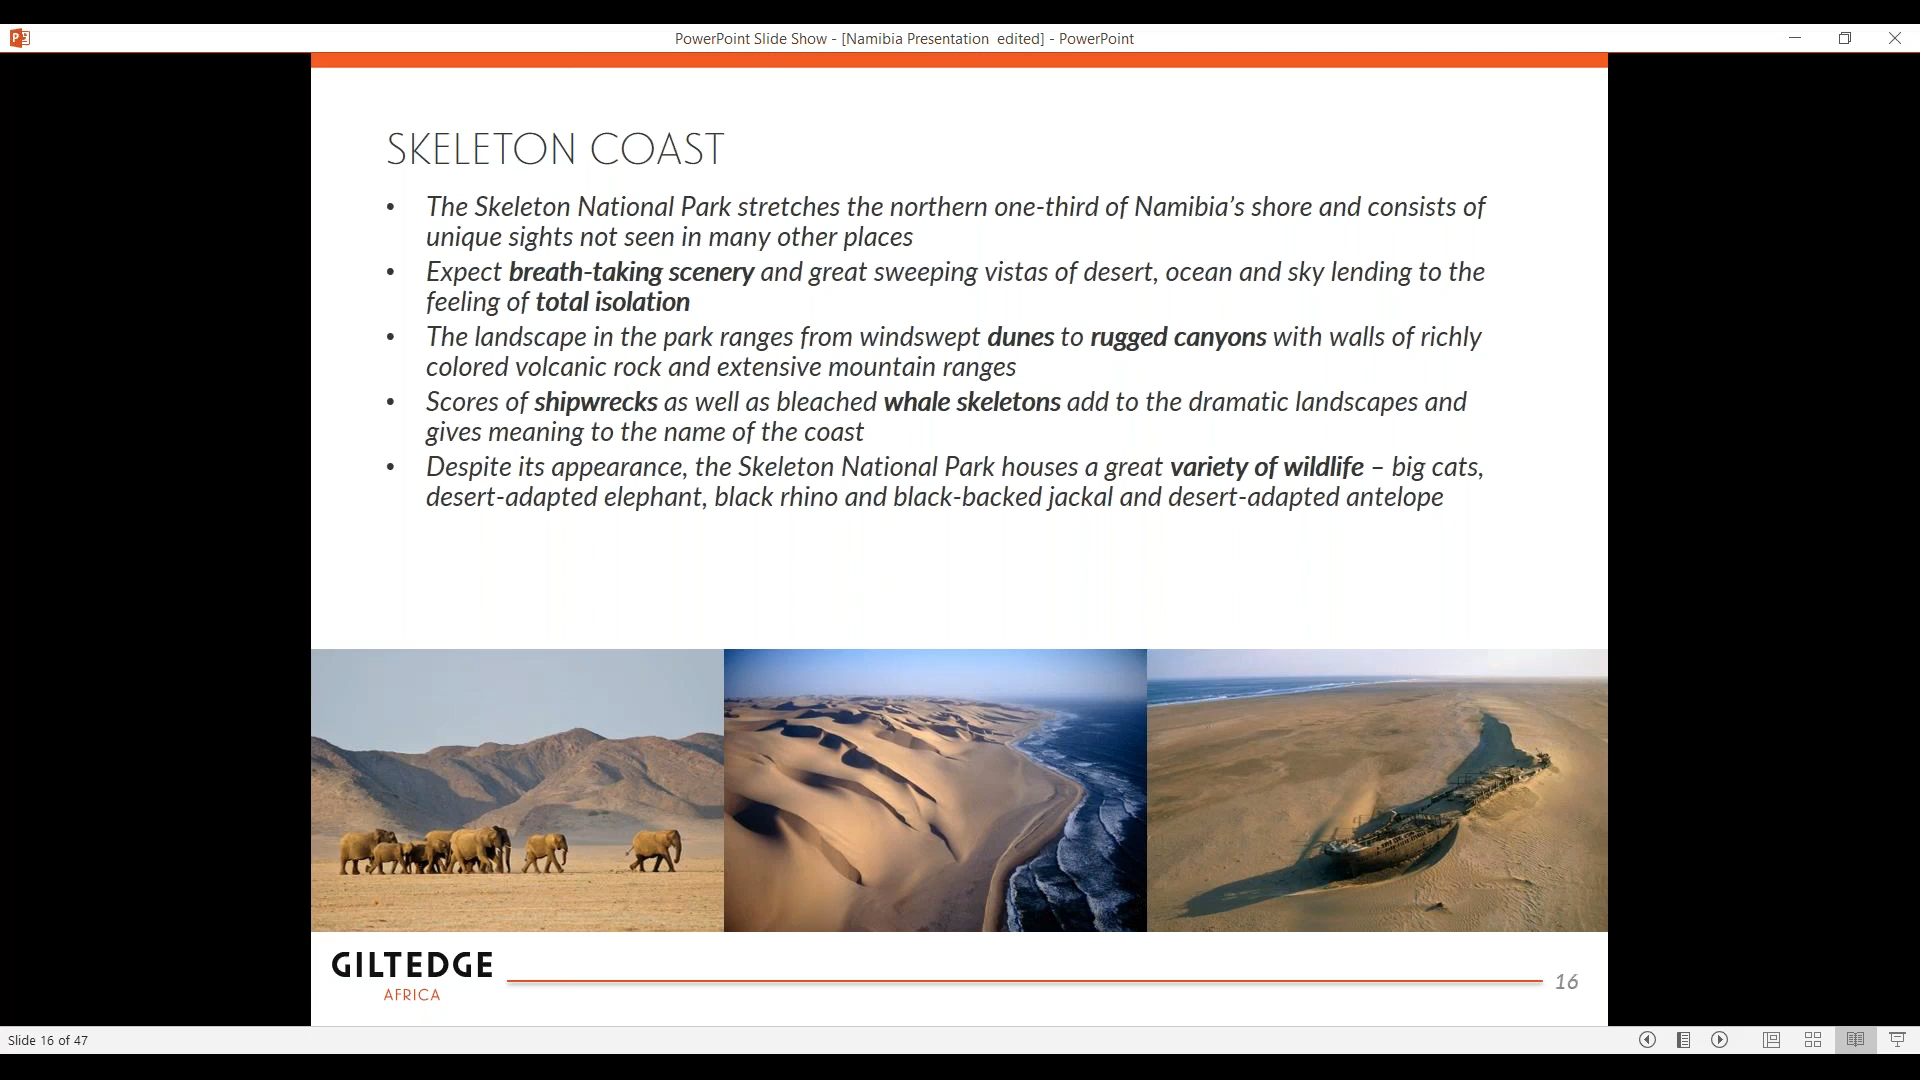 PowerPoint Slide Show - [Namibia Presentation  edited] - PowerPoint
SKELETON COAST
• The Skeleton National Park stretches the northern one-third of Namibia’s shore and consists of
unique sights not seen in many other places
• Expect breath-taking scenery and great sweeping vistas of desert, ocean and sky lending to the
feeling of total isolation
• The landscape in the park ranges from windswept dunes to rugged canyons with walls of richly
colored volcanic rock and extensive mountain ranges
• Scores of shipwrecks as well as bleached whale skeletons add to the dramatic landscapes and
gives meaning to the name of the coast
• Despite its appearance, the Skeleton National Park houses a great variety of wildlife – big cats,
desert-adapted elephant, black rhino and black-backed jackal and desert-adapted antelope
GILTEDGE
AFRICA
16
Slide 16 of 47